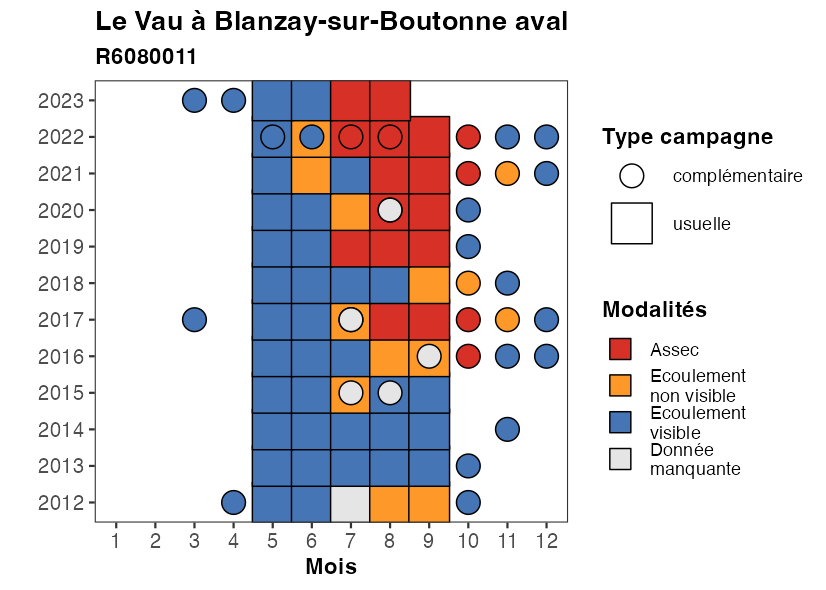 Le Vau à Blanzay-sur-Boutonne aval
R6080011
2023
2022
2021
2020
2019
2018
2017
2016
2015
2014
2013
2012
1 2 3 4 5 6 7 8 9 10 11 12
Mois
Type campagne
complémentaire
usuelle
Modalités
Assec
Ecoulement
non visible
Ecoulement
visible
Donnée
manquante